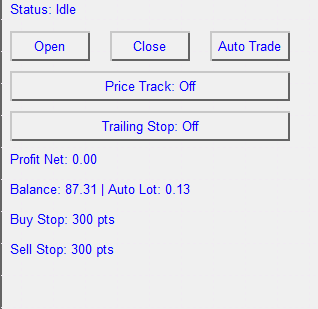 Status: Idle
Open Close Auto Trade
Price Track: Off
Trailing Stop: Off
Profit Net: 0.00
Balance: 87.31 | Auto Lot: 0.13
Buy Stop: 300 pts
Sell Stop: 300 pts